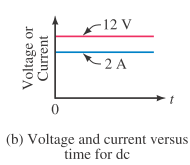 Voltage or
Current
12 V
2 A
0
t
(b) Voltage and current versus
time for dc